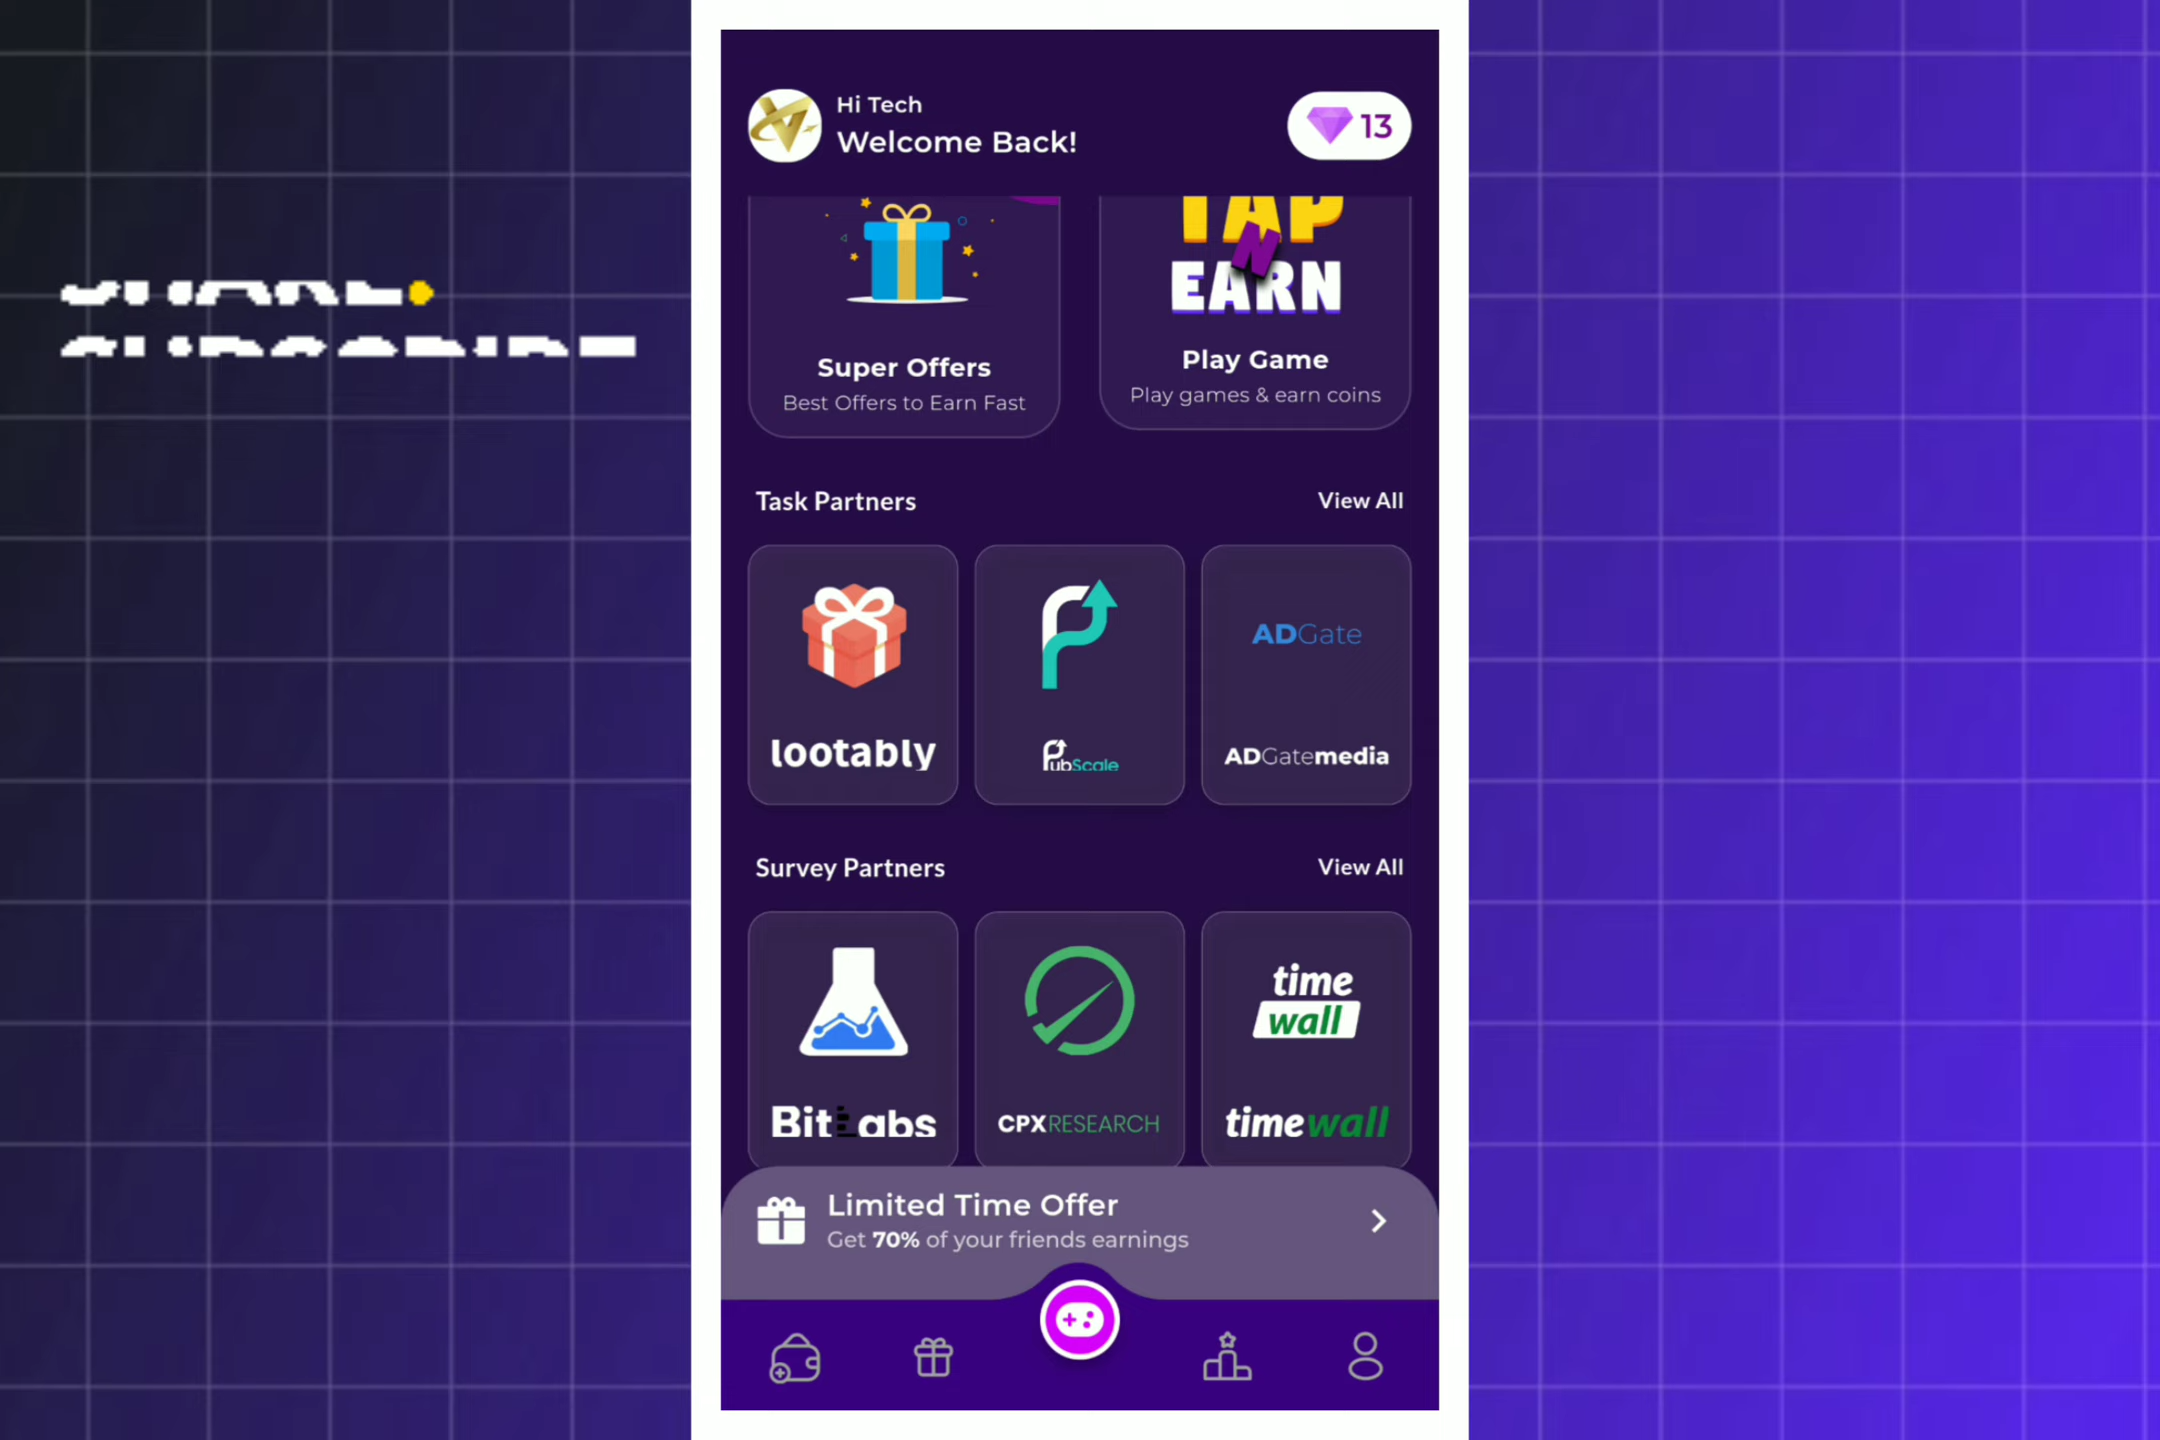 Hi Tech
Welcome Back!
13
TAP
N
EARN
Super Offers
Best Offers to Earn Fast
Play Game
Play games & earn coins
Task Partners
View All
ADGate
lootably
PubScale
ADGatemedia
Survey Partners
View All
time
wall
BitLabs
CPXRESEARCH
timewall
Limited Time Offer
Get 70% of your friends earnings